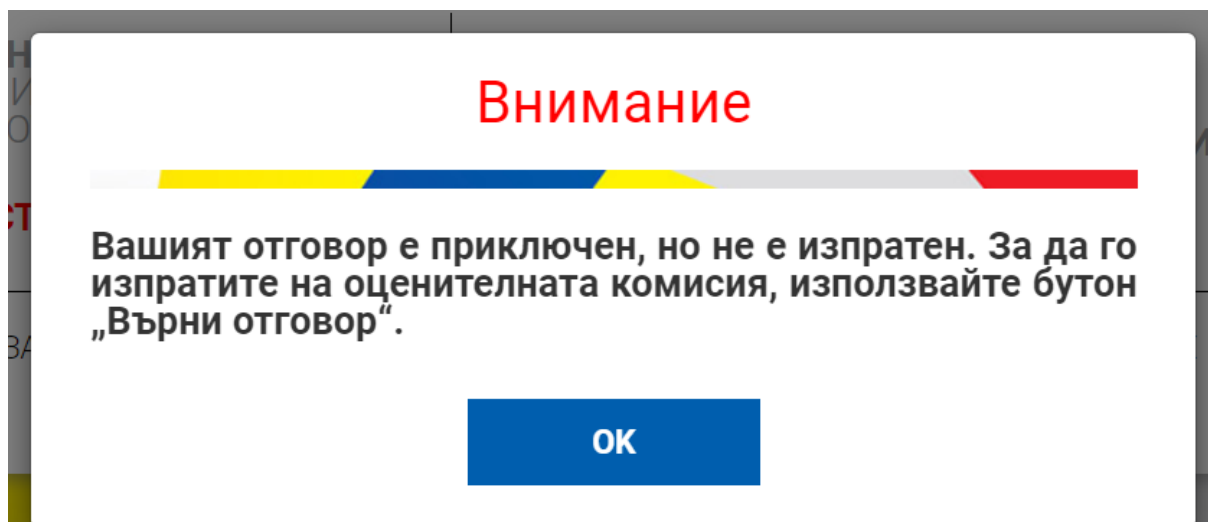 Внимание
Вашият отговор е приключен, но не е изпратен. За да го
изпратите на оценителната комисия, използвайте бутон
„Върни отговор“.
OK